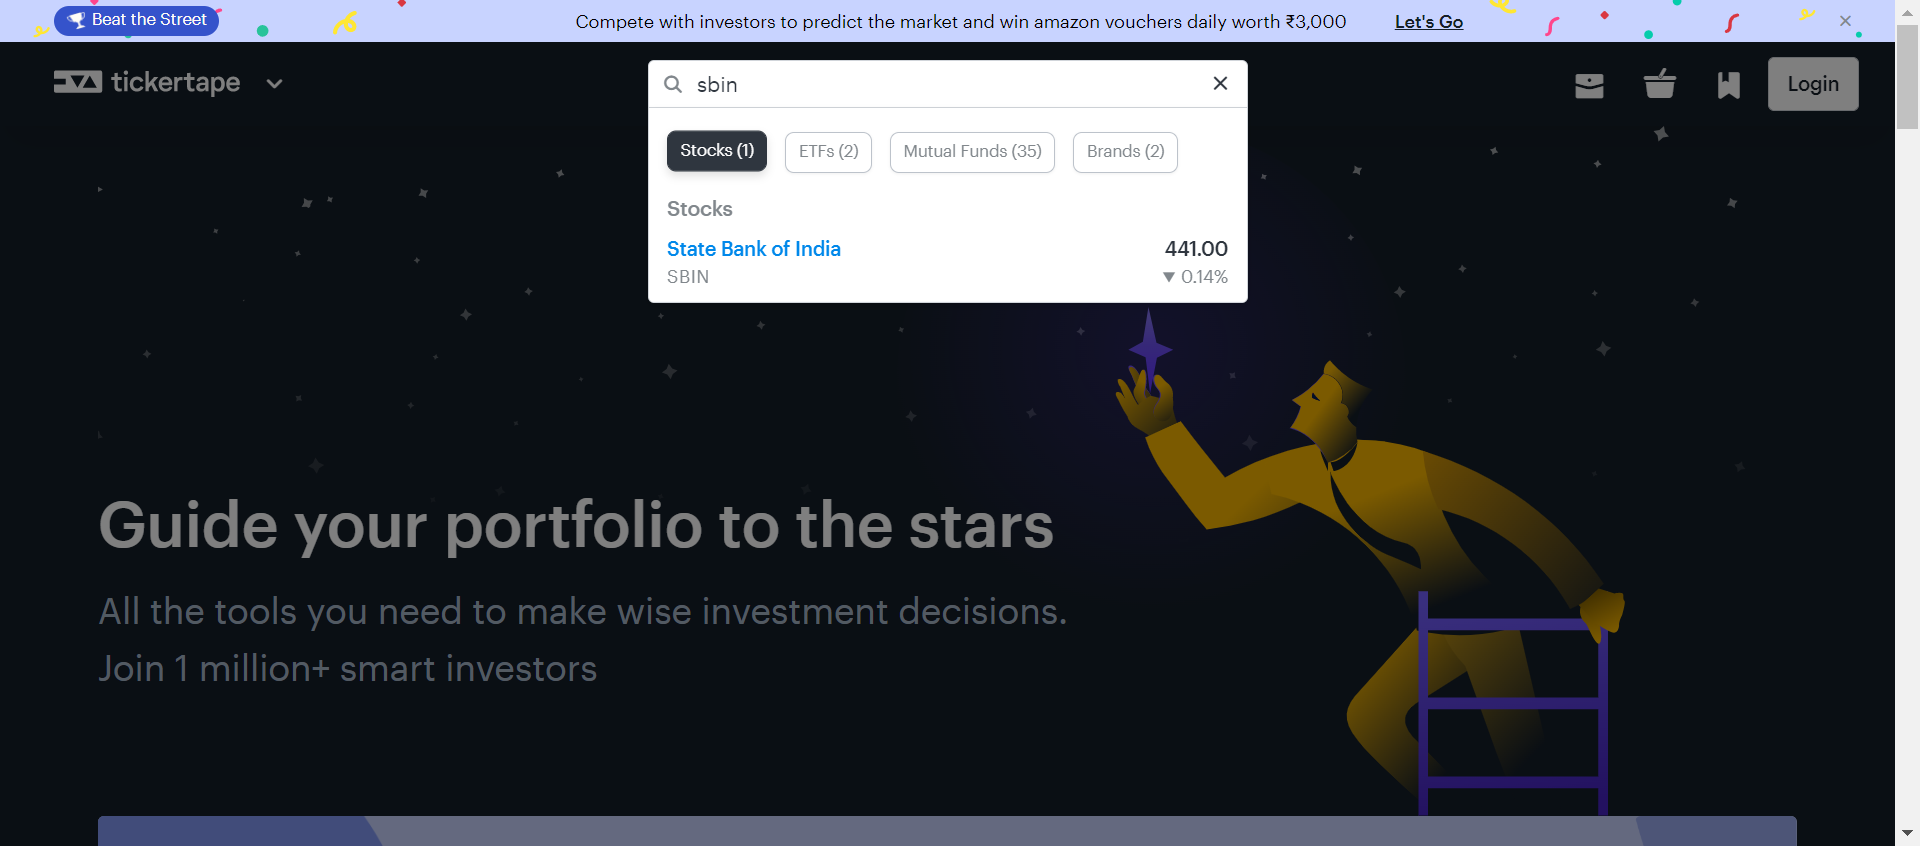 Beat the Street
Compete with investors to predict the market and win amazon vouchers daily worth ₹3,000
Let's Go
tickertape
sbin
Login
Stocks (1)
ETFs (2)
Mutual Funds (35)
Brands (2)
Stocks
State Bank of India
441.00
SBIN
▼ 0.14%
Guide your portfolio to the stars
All the tools you need to make wise investment decisions.
Join 1 million+ smart investors